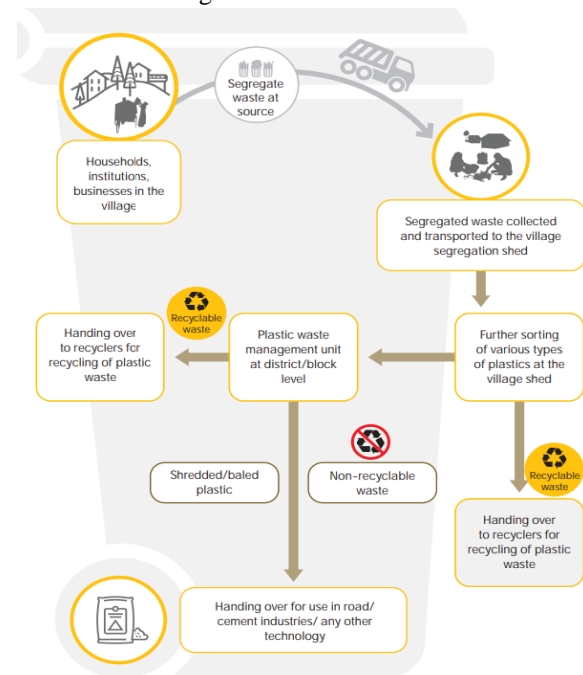 Segregate
waste at
source
Households,
institutions,
businesses in the
village
Segregated waste collected
and transported to the village
segregation shed
Recyclable
waste
Handing over
to recyclers for
recycling of plastic
waste
Plastic waste
management unit
at district/block
level
Further sorting
of various types
of plastics at the
village shed
Shredded/baled
plastic
Non-recyclable
waste
Recyclable
waste
Handing over
to recyclers for
recycling of plastic
waste
Handing over for use in road/
cement industries/ any other
technology